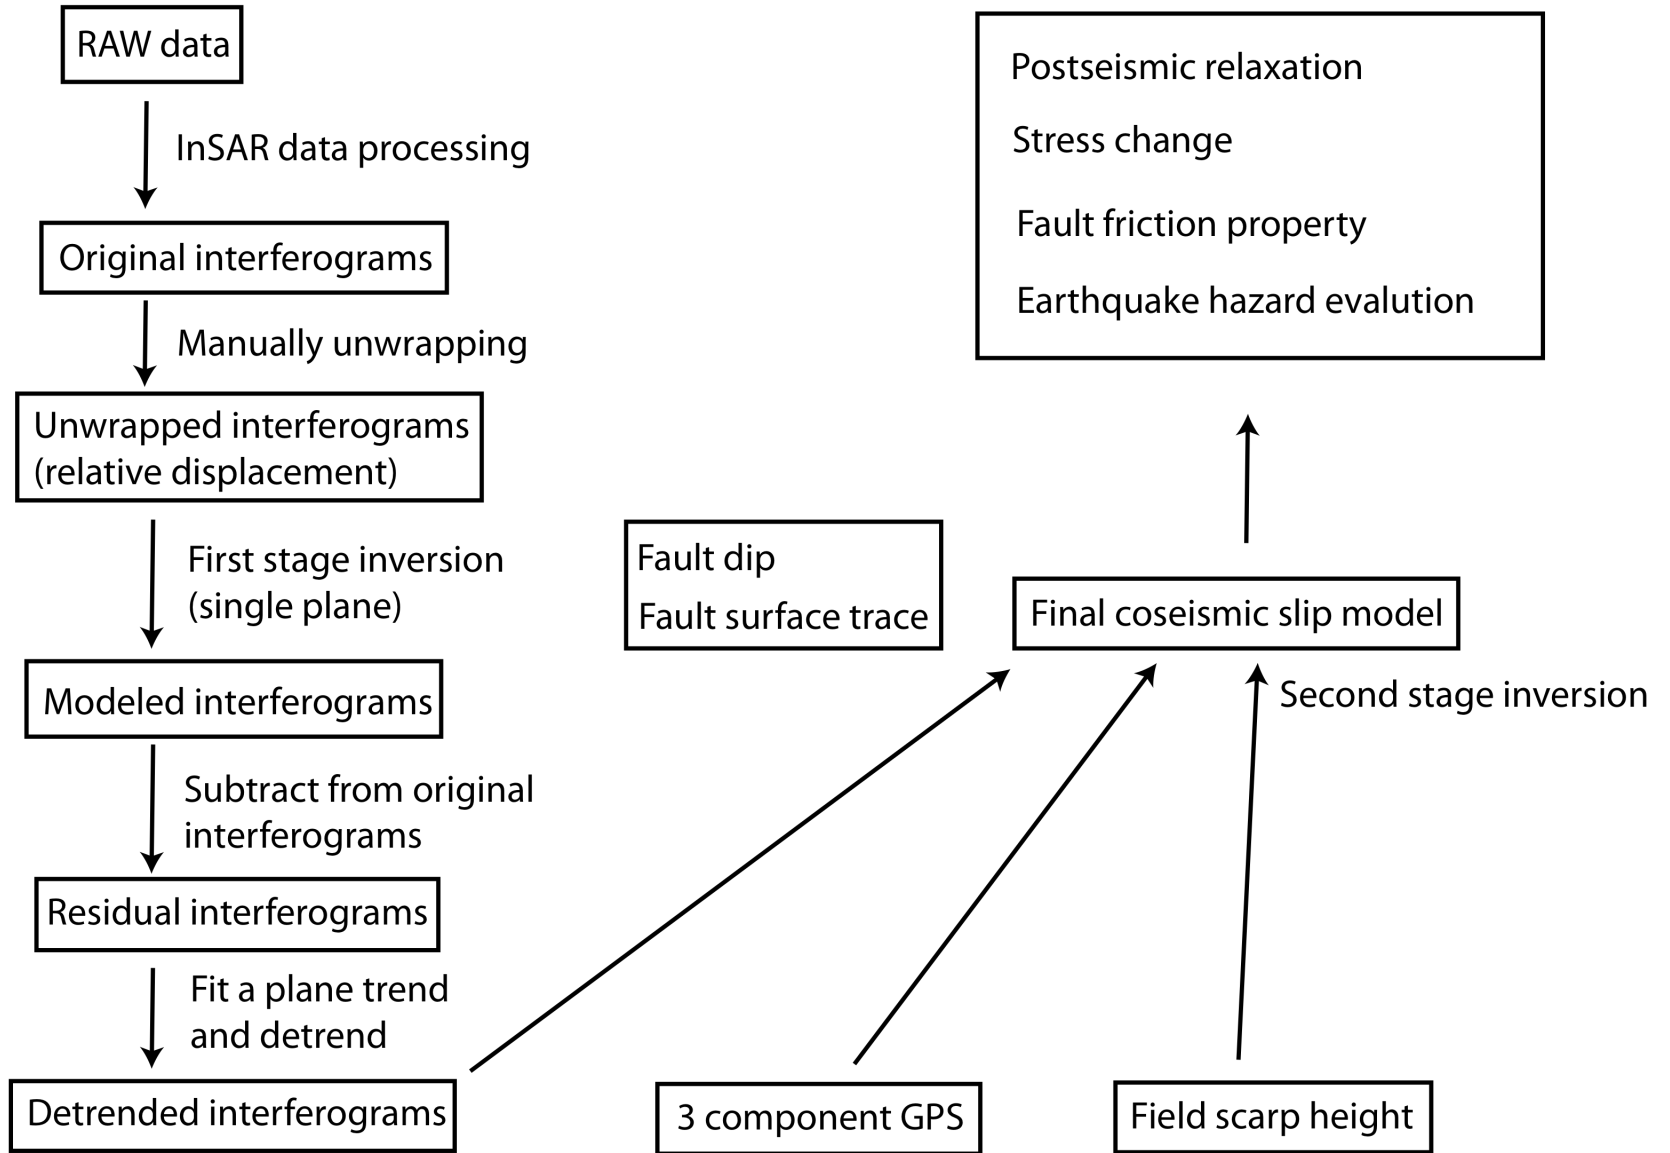 RAW data
InSAR data processing
Original interferograms
Manually unwrapping
Unwrapped interferograms
(relative displacement)
First stage inversion
(single plane)
Modeled interferograms
Subtract from original
interferograms
Residual interferograms
Fit a plane trend
and detrend
Detrended interferograms
3 component GPS
Field scarp height
Fault dip
Fault surface trace
Second stage inversion
Final coseismic slip model
Postseismic relaxation
Stress change
Fault friction property
Earthquake hazard evalution